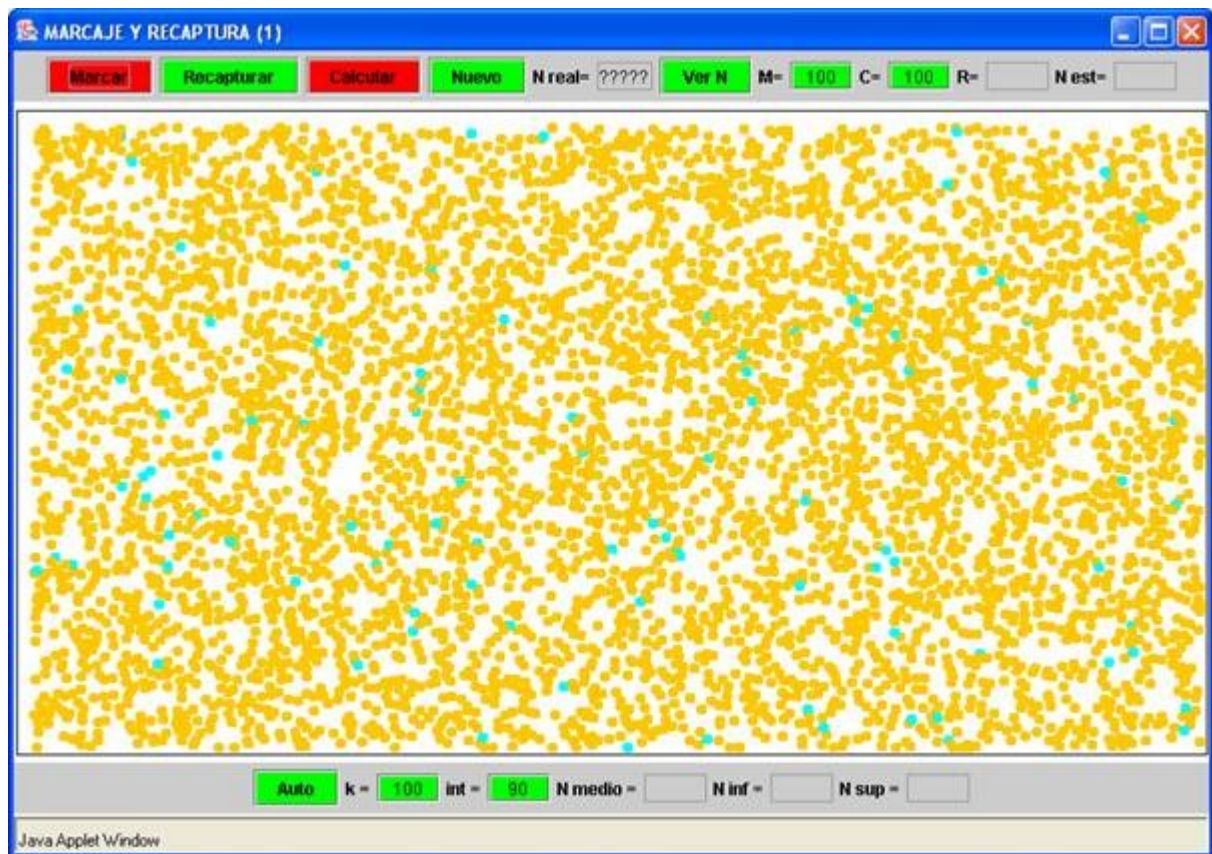 MARCAJE Y RECAPTURA (1)
Marcar Recapturar Calcular Nuevo N real= ????? Ver N M= 100 C= 100 R= N est=
Auto k = 100 int = 90 N medio = N inf = N sup =
Java Applet Window